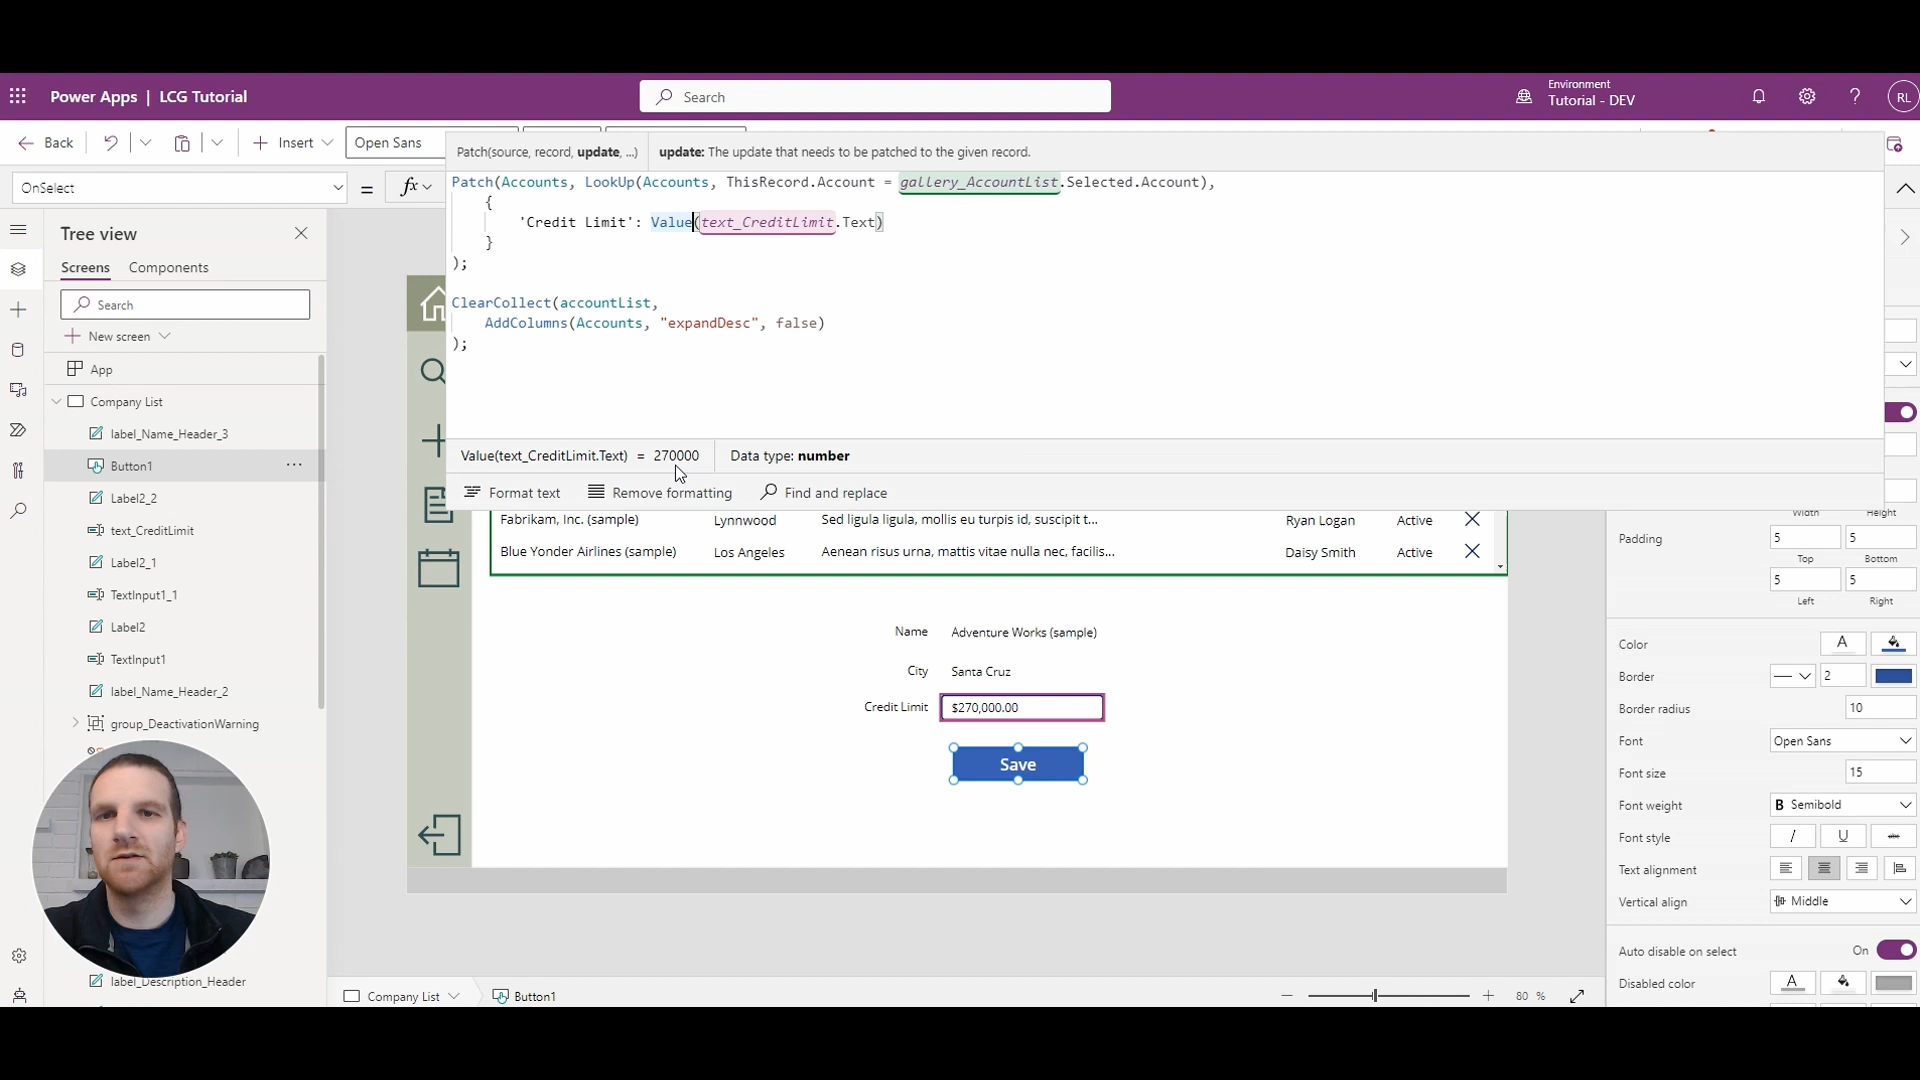 Power Apps | LCG Tutorial
Search
Environment
Tutorial - DEV
?
RL
Back
Insert
Open Sans
Patch(source, record, update, ...)
update: The update that needs to be patched to the given record.
OnSelect
=
fx
Patch(Accounts, LookUp(Accounts, ThisRecord.Account = gallery_AccountList.Selected.Account),
{
'Credit Limit': Value(text_CreditLimit.Text)
}
);
ClearCollect(accountList,
AddColumns(Accounts, "expandDesc", false)
);
Value(text_CreditLimit.Text) = 270000
Data type: number
Format text
Remove formatting
Find and replace
Tree view
Screens
Components
Search
New screen
App
Company List
label_Name_Header_3
Button1
...
Label2_2
text_CreditLimit
Label2_1
TextInput1_1
Label2
TextInput1
label_Name_Header_2
group_DeactivationWarning
label_Description_Header
Fabrikam, Inc. (sample)
Lynnwood
Sed ligula ligula, mollis eu turpis id, suscipit t...
Ryan Logan
Active
Blue Yonder Airlines (sample)
Los Angeles
Aenean risus urna, mattis vitae nulla nec, facilis...
Daisy Smith
Active
Name
Adventure Works (sample)
City
Santa Cruz
Credit Limit
$270,000.00
Save
Width
Height
Padding
5
5
Top
Bottom
5
5
Left
Right
Color
A
Border
2
Border radius
10
Font
Open Sans
Font size
15
Font weight
B Semibold
Font style
/
U
Text alignment
Vertical align
Middle
Auto disable on select
On
Disabled color
A
Company List
Button1
80 %